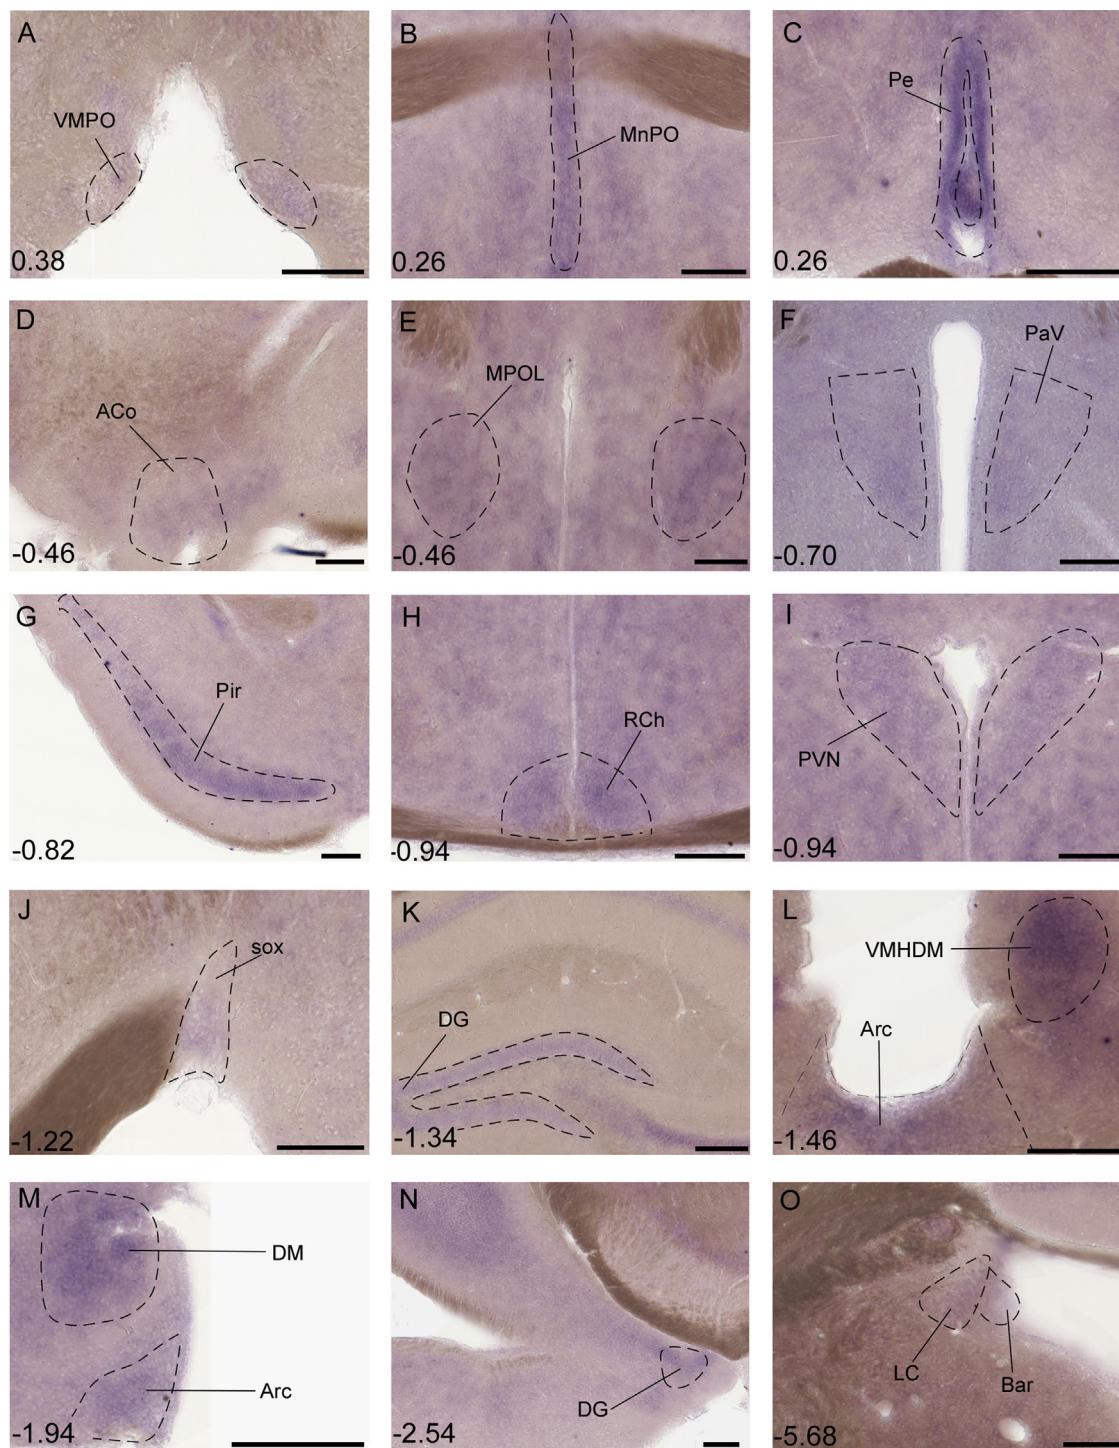 A
VMPO
0.38
B
MnPO
0.26
C
Pe
0.26
D
ACo
-0.46
E
MPOL
-0.46
F
PaV
-0.70
G
Pir
-0.82
H
RCh
-0.94
I
PVN
-0.94
J
sox
-1.22
K
DG
-1.34
L
VMHDM
Arc
-1.46
M
DM
Arc
-1.94
N
DG
-2.54
O
LC
Bar
-5.68